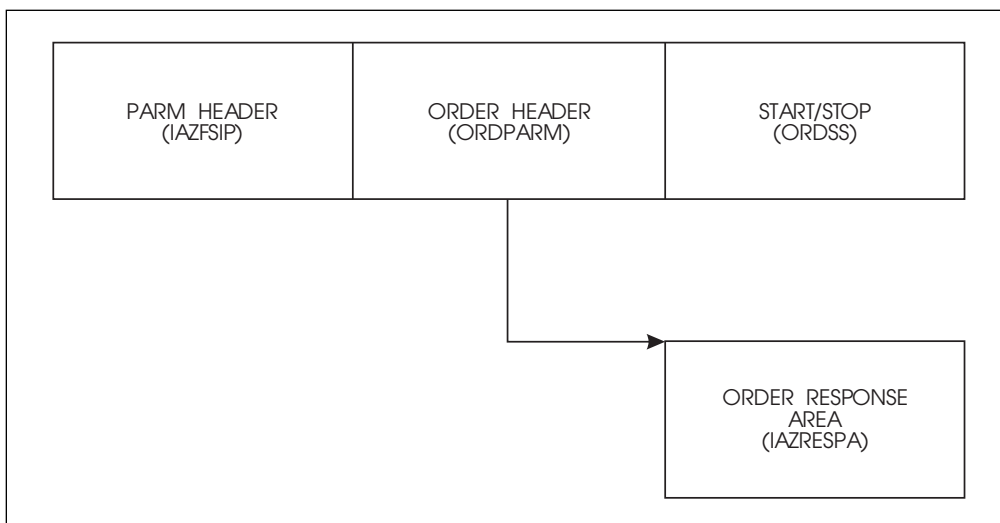 PARM HEADER
(IAZFSIP)
ORDER HEADER
(ORDPARM)
START/STOP
(ORDSS)
ORDER RESPONSE
AREA
(IAZRESPA)